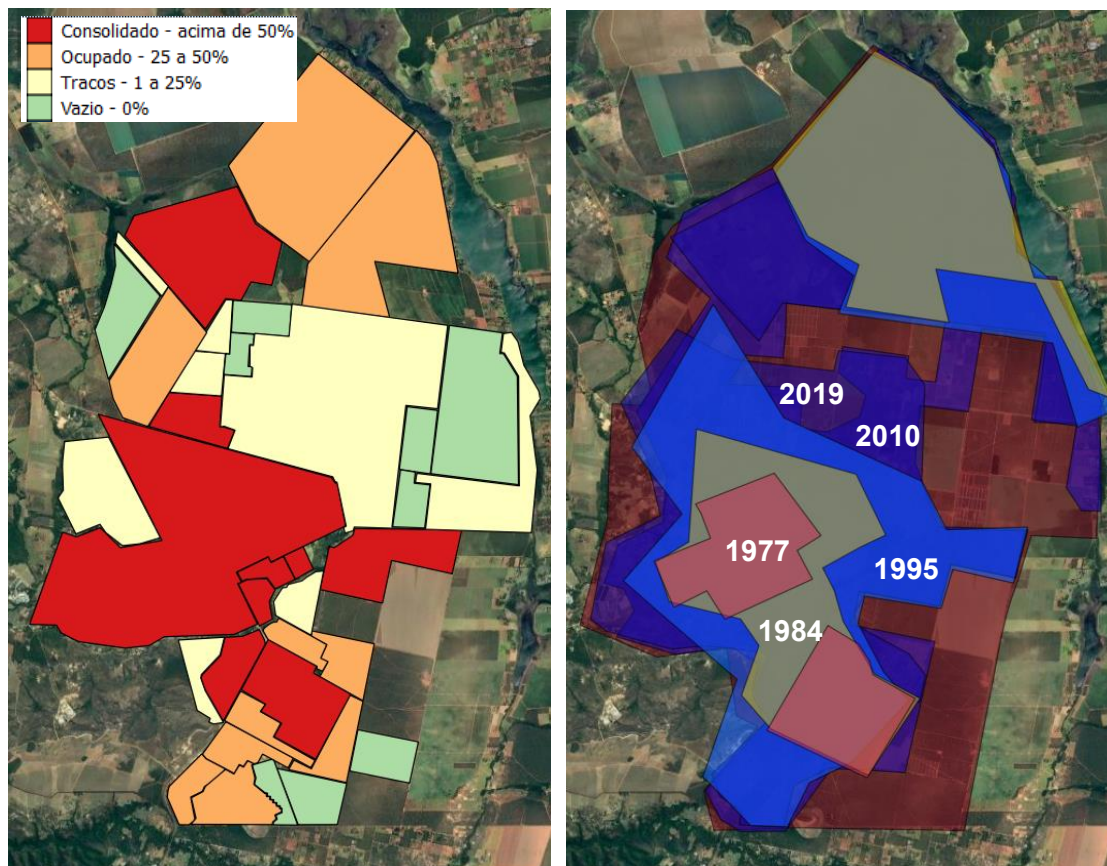 Consolidado - acima de 50%
Ocupado - 25 a 50%
Tracos - 1 a 25%
Vazio - 0%
2019
2010
1977
1995
1984